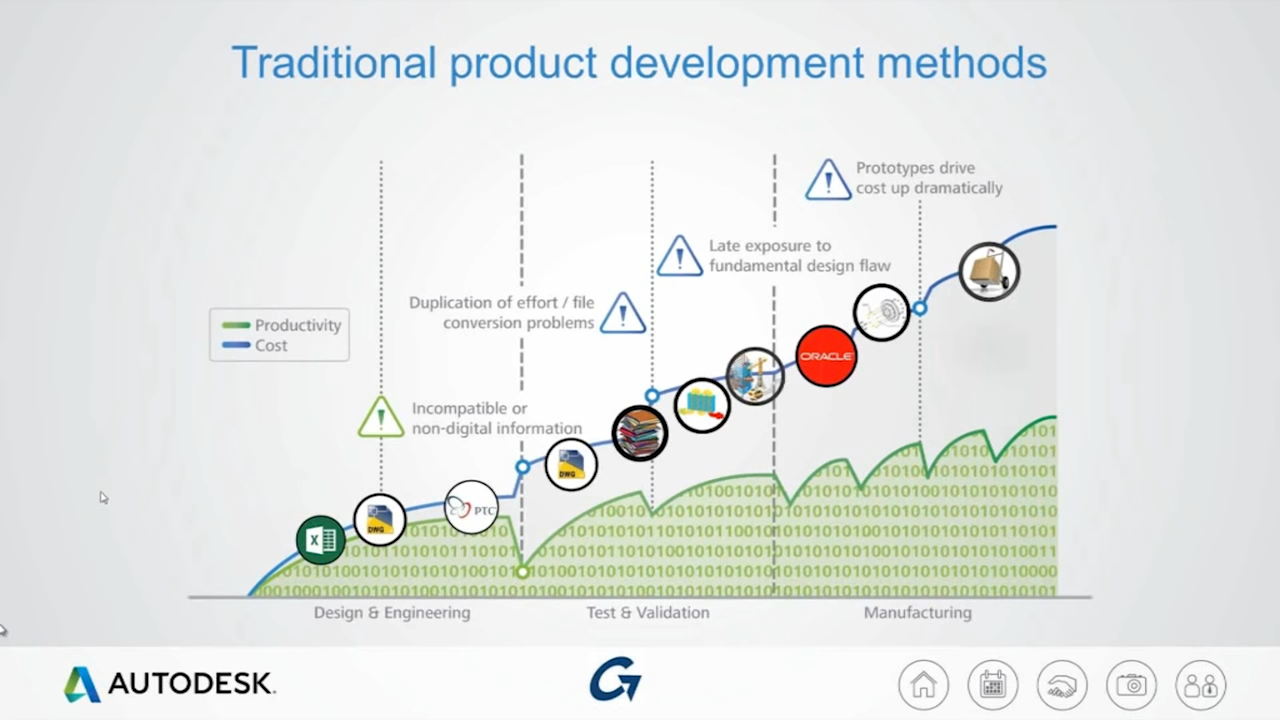 Traditional product development methods
Prototypes drive
cost up dramatically
Late exposure to
fundamental design flaw
Duplication of effort / file
conversion problems
Productivity
Cost
Incompatible or
non-digital information
ORACLE
DWG
DWG
PTC
X
Design & Engineering
Test & Validation
Manufacturing
AUTODESK.
G